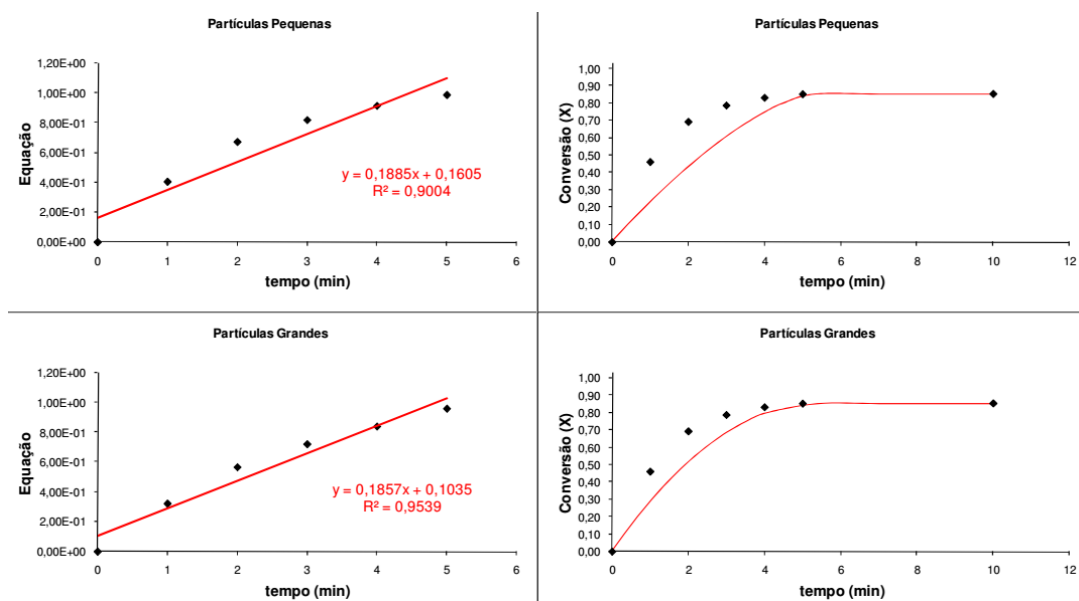 Partículas Pequenas
1,20E+00
1,00E+00
8,00E-01
6,00E-01
4,00E-01
2,00E-01
0,00E+00
Equação
y = 0,1885x + 0,1605
R² = 0,9004
0 1 2 3 4 5 6
tempo (min)
Partículas Pequenas
1,00
0,90
0,80
0,70
0,60
0,50
0,40
0,30
0,20
0,10
0,00
Conversão (X)
0 2 4 6 8 10 12
tempo (min)
Partículas Grandes
1,20E+00
1,00E+00
8,00E-01
6,00E-01
4,00E-01
2,00E-01
0,00E+00
Equação
y = 0,1857x + 0,1035
R² = 0,9539
0 1 2 3 4 5 6
tempo (min)
Partículas Grandes
1,00
0,90
0,80
0,70
0,60
0,50
0,40
0,30
0,20
0,10
0,00
Conversão (X)
0 2 4 6 8 10 12
tempo (min)